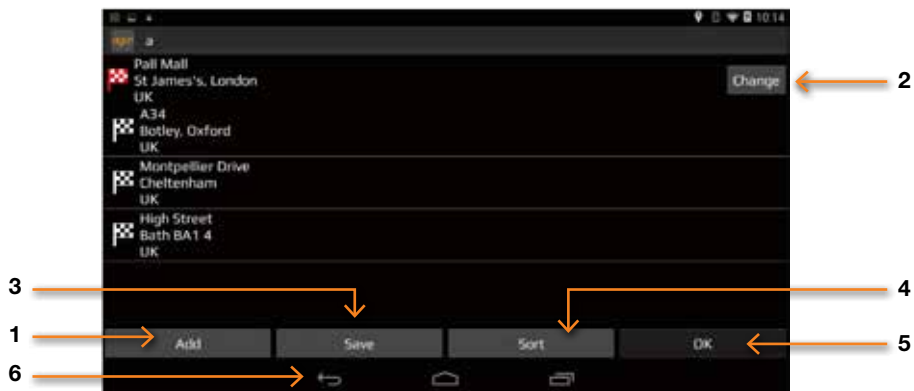 10:14
a
Pall Mall
St James's, London
UK
Change
2
A34
Botley, Oxford
UK
Montpellier Drive
Cheltenham
UK
High Street
Bath BA1 4
UK
3
4
1
Add
Save
Sort
OK
5
6